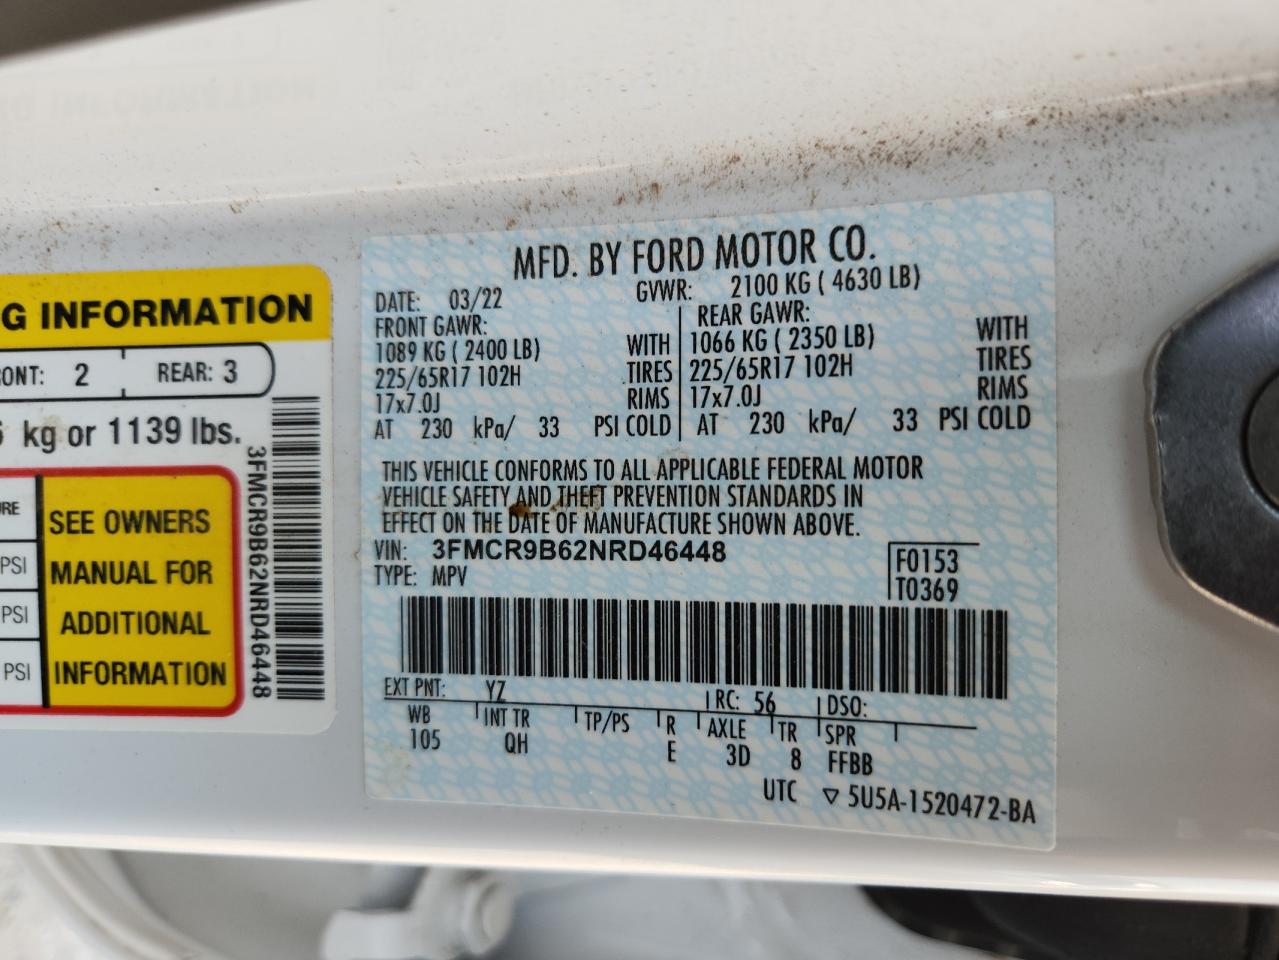 G INFORMATION
ONT: 2 REAR: 3
kg or 1139 lbs.
3FMCR9B62NRD46448
RE
PSI
PSI
PSI
SEE OWNERS
MANUAL FOR
ADDITIONAL
INFORMATION
MFD. BY FORD MOTOR CO.
DATE: 03/22 GVWR: 2100 KG ( 4630 LB)
FRONT GAWR: REAR GAWR:
1089 KG ( 2400 LB) WITH 1066 KG ( 2350 LB) WITH
225/65R17 102H TIRES 225/65R17 102H TIRES
17x7.0J RIMS 17x7.0J RIMS
AT 230 kPa/ 33 PSI COLD AT 230 kPa/ 33 PSI COLD
THIS VEHICLE CONFORMS TO ALL APPLICABLE FEDERAL MOTOR
VEHICLE SAFETY AND THEFT PREVENTION STANDARDS IN
EFFECT ON THE DATE OF MANUFACTURE SHOWN ABOVE.
VIN: 3FMCR9B62NRD46448 F0153
TYPE: MPV T0369
EXT PNT: YZ RC: 56 DSO:
WB INT TR TP/PS R AXLE TR SPR
105 QH E 3D 8 FFBB
UTC ▽ 5U5A-1520472-BA